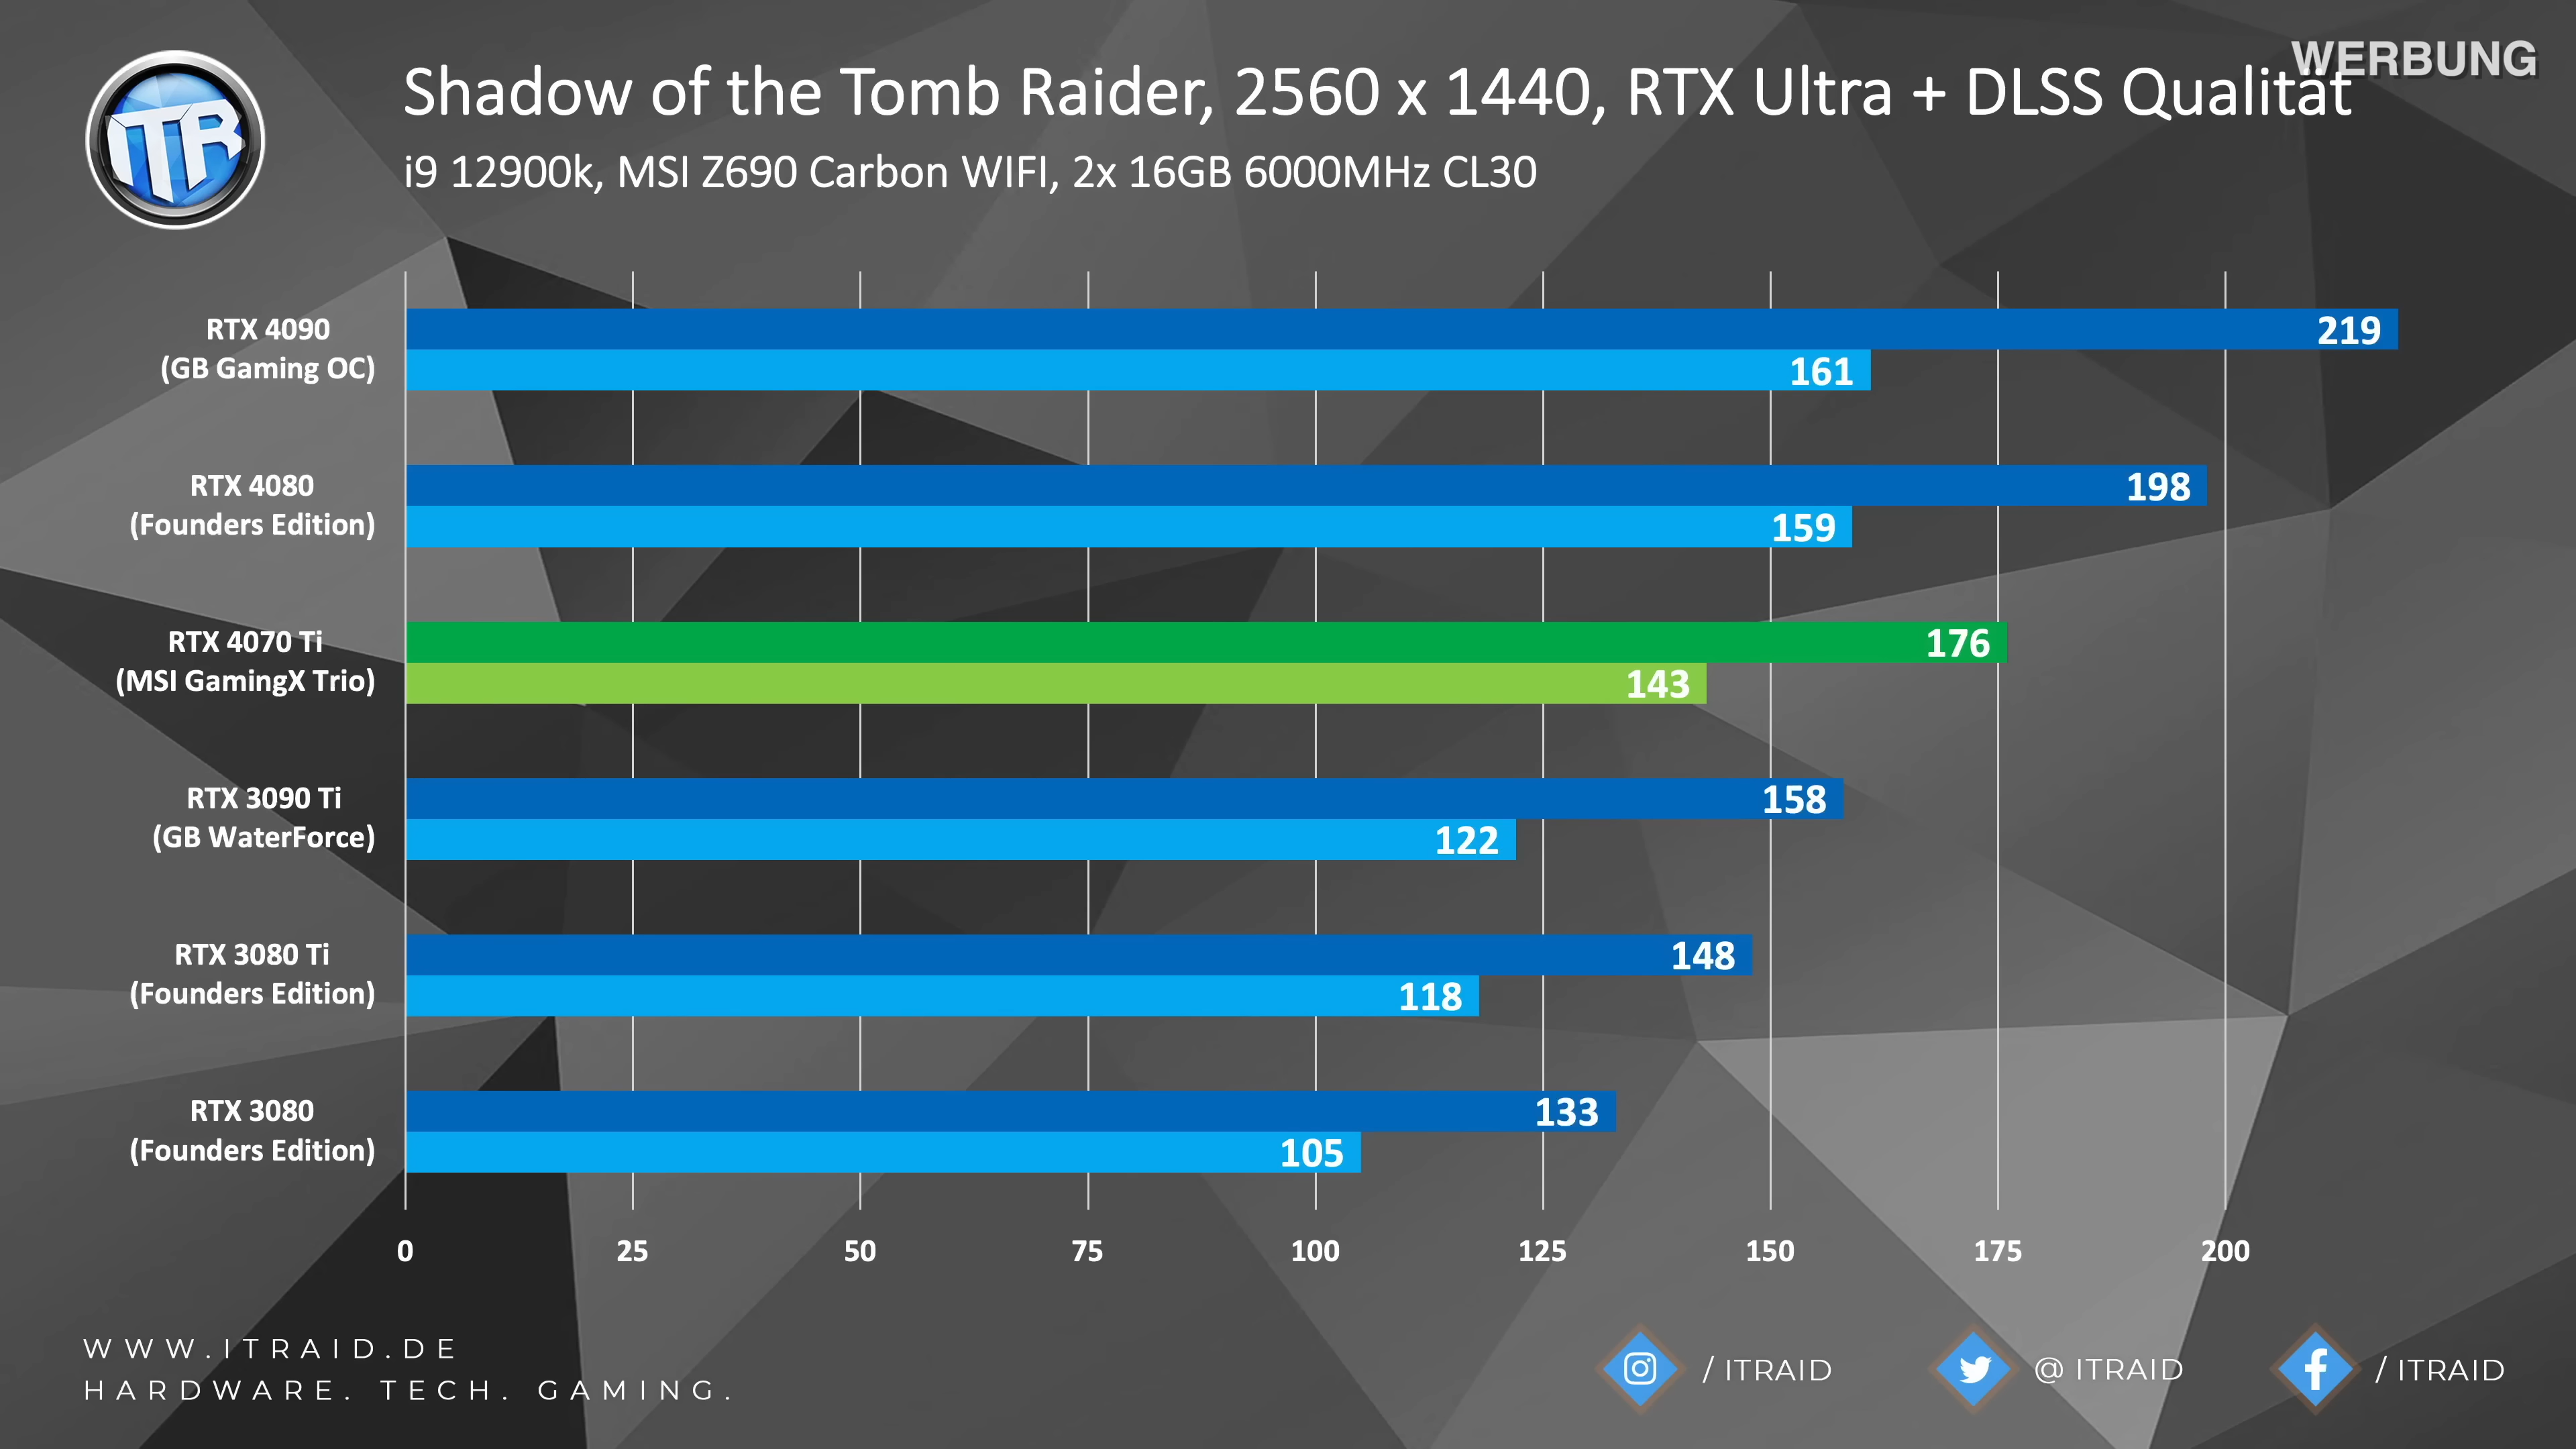 WERBUNG
ITR
Shadow of the Tomb Raider, 2560 x 1440, RTX Ultra + DLSS Qualität
i9 12900k, MSI Z690 Carbon WIFI, 2x 16GB 6000MHz CL30
RTX 4090
(GB Gaming OC)
219
161
RTX 4080
(Founders Edition)
198
159
RTX 4070 Ti
(MSI GamingX Trio)
176
143
RTX 3090 Ti
(GB WaterForce)
158
122
RTX 3080 Ti
(Founders Edition)
148
118
RTX 3080
(Founders Edition)
133
105
0 25 50 75 100 125 150 175 200
WWW.ITRAID.DE
HARDWARE. TECH. GAMING.
/ ITRAID
@ ITRAID
/ ITRAID